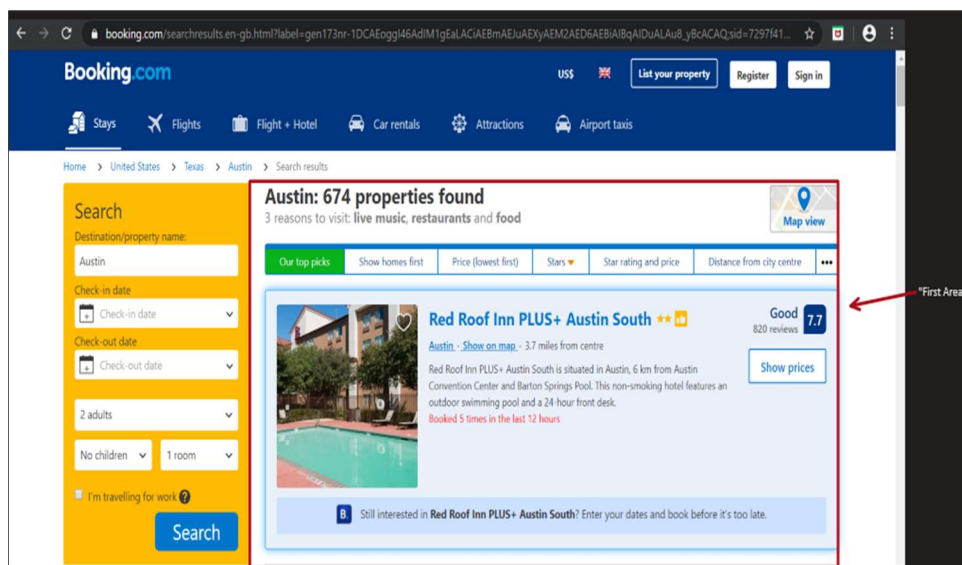 booking.com/searchresults.en-gb.html?label=gen173nr-1DCAEoggI46AdIM1gEaLACiAEBmAEJuAEXyAEM2AED6AEBiAIBqAIDuALAu8_yBcACAQ;sid=7297f41...
Booking.com
US$ List your property Register Sign in
Stays Flights Flight + Hotel Car rentals Attractions Airport taxis
Home > United States > Texas > Austin > Search results
Search
Destination/property name:
Austin
Check-in date
Check-in date
Check-out date
Check-out date
2 adults
No children 1 room
I'm travelling for work ?
Search
Austin: 674 properties found
3 reasons to visit: live music, restaurants and food
Map view
Our top picks Show homes first Price (lowest first) Stars Star rating and price Distance from city centre •••
Red Roof Inn PLUS+ Austin South
Good 7.7
820 reviews
Austin - Show on map - 3.7 miles from centre
Red Roof Inn PLUS+ Austin South is situated in Austin, 6 km from Austin
Convention Center and Barton Springs Pool. This non-smoking hotel features an
outdoor swimming pool and a 24-hour front desk.
Booked 5 times in the last 12 hours
Show prices
B. Still interested in Red Roof Inn PLUS+ Austin South? Enter your dates and book before it's too late.
"First Area